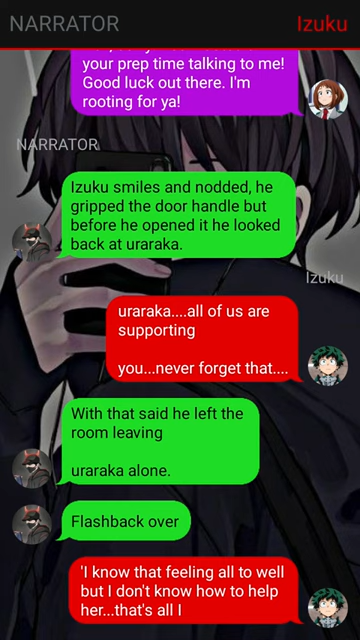 NARRATOR
Izuku
your prep time talking to me!
Good luck out there. I'm
rooting for ya!
NARRATOR
Izuku smiles and nodded, he
gripped the door handle but
before he opened it he looked
back at uraraka.
Izuku
uraraka....all of us are
supporting
you...never forget that....
With that said he left the
room leaving
uraraka alone.
Flashback over
'I know that feeling all to well
but I don't know how to help
her...that's all I